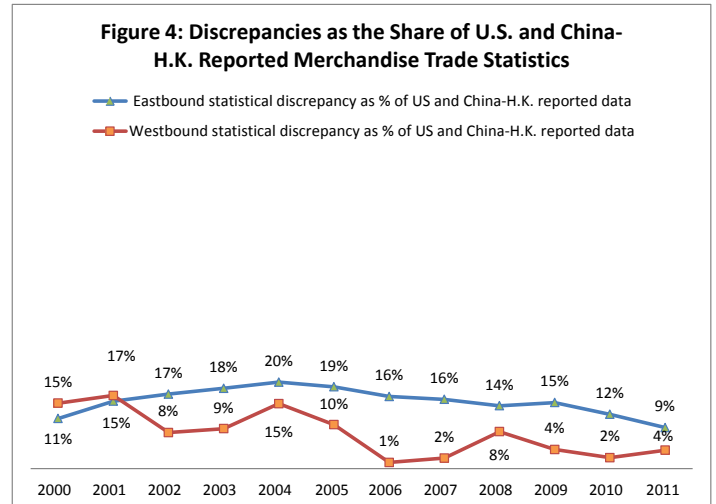 Figure 4: Discrepancies as the Share of U.S. and China-
H.K. Reported Merchandise Trade Statistics
Eastbound statistical discrepancy as % of US and China-H.K. reported data
Westbound statistical discrepancy as % of US and China-H.K. reported data
15% 17% 17% 18% 20% 19% 16% 16% 14% 15% 12% 9%
11% 15% 8% 9% 15% 10% 1% 2% 8% 4% 2% 4%
2000 2001 2002 2003 2004 2005 2006 2007 2008 2009 2010 2011